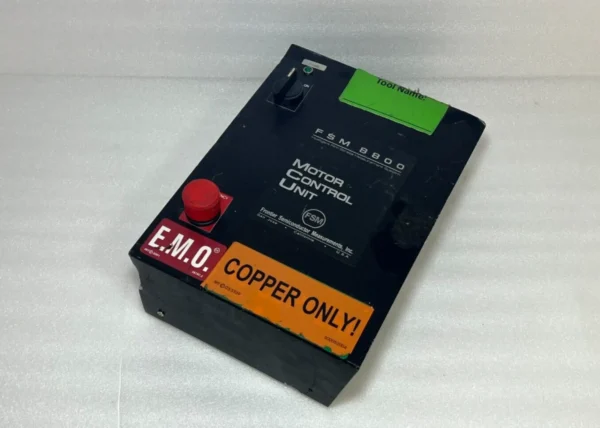 Tool Name:
FSM 8800
MOTOR
CONTROL
UNIT
FSM
Frontier Semiconductor Measurements, Inc.
E.M.O.®
COPPER ONLY!